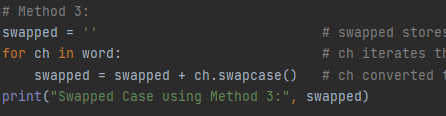 # Method 3:
swapped = '' # swapped stores
for ch in word: # ch iterates
swapped = swapped + ch.swapcase() # ch converted
print("Swapped Case using Method 3:", swapped)